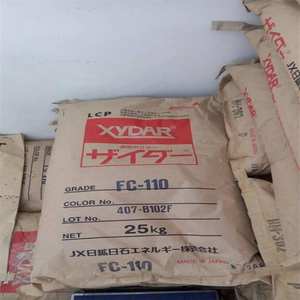 LCP
XYDAR®
ザイダー®
GRADE FC-110
COLOR No. 407-B102F
LOT No.
NET 25kg
JX日鉱日石エネルギー株式会社
FC-110 MADE IN JAPAN